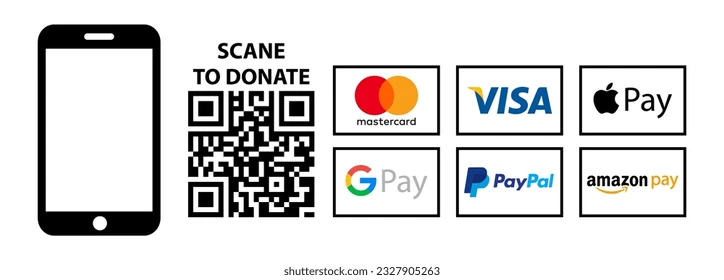 SCANE
TO DONATE
mastercard
VISA
Pay
G Pay
PayPal
amazon pay
shutterstock.com · 2327905263